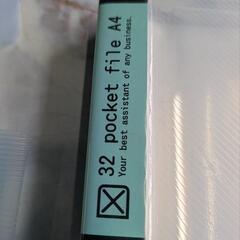 32 pocket file A4
Your best assistant of any business.